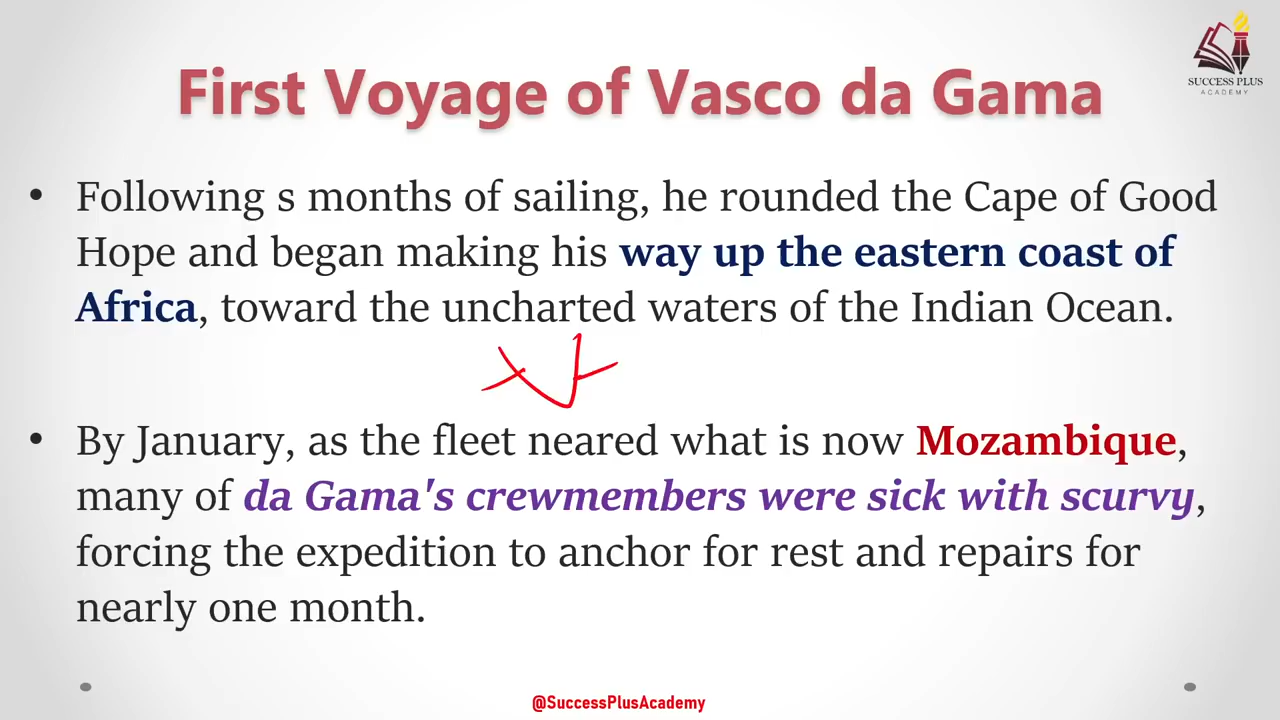 SUCCESS PLUS
ACADEMY
First Voyage of Vasco da Gama
• Following s months of sailing, he rounded the Cape of Good
Hope and began making his way up the eastern coast of
Africa, toward the uncharted waters of the Indian Ocean.
• By January, as the fleet neared what is now Mozambique,
many of da Gama's crewmembers were sick with scurvy,
forcing the expedition to anchor for rest and repairs for
nearly one month.
@SuccessPlusAcademy